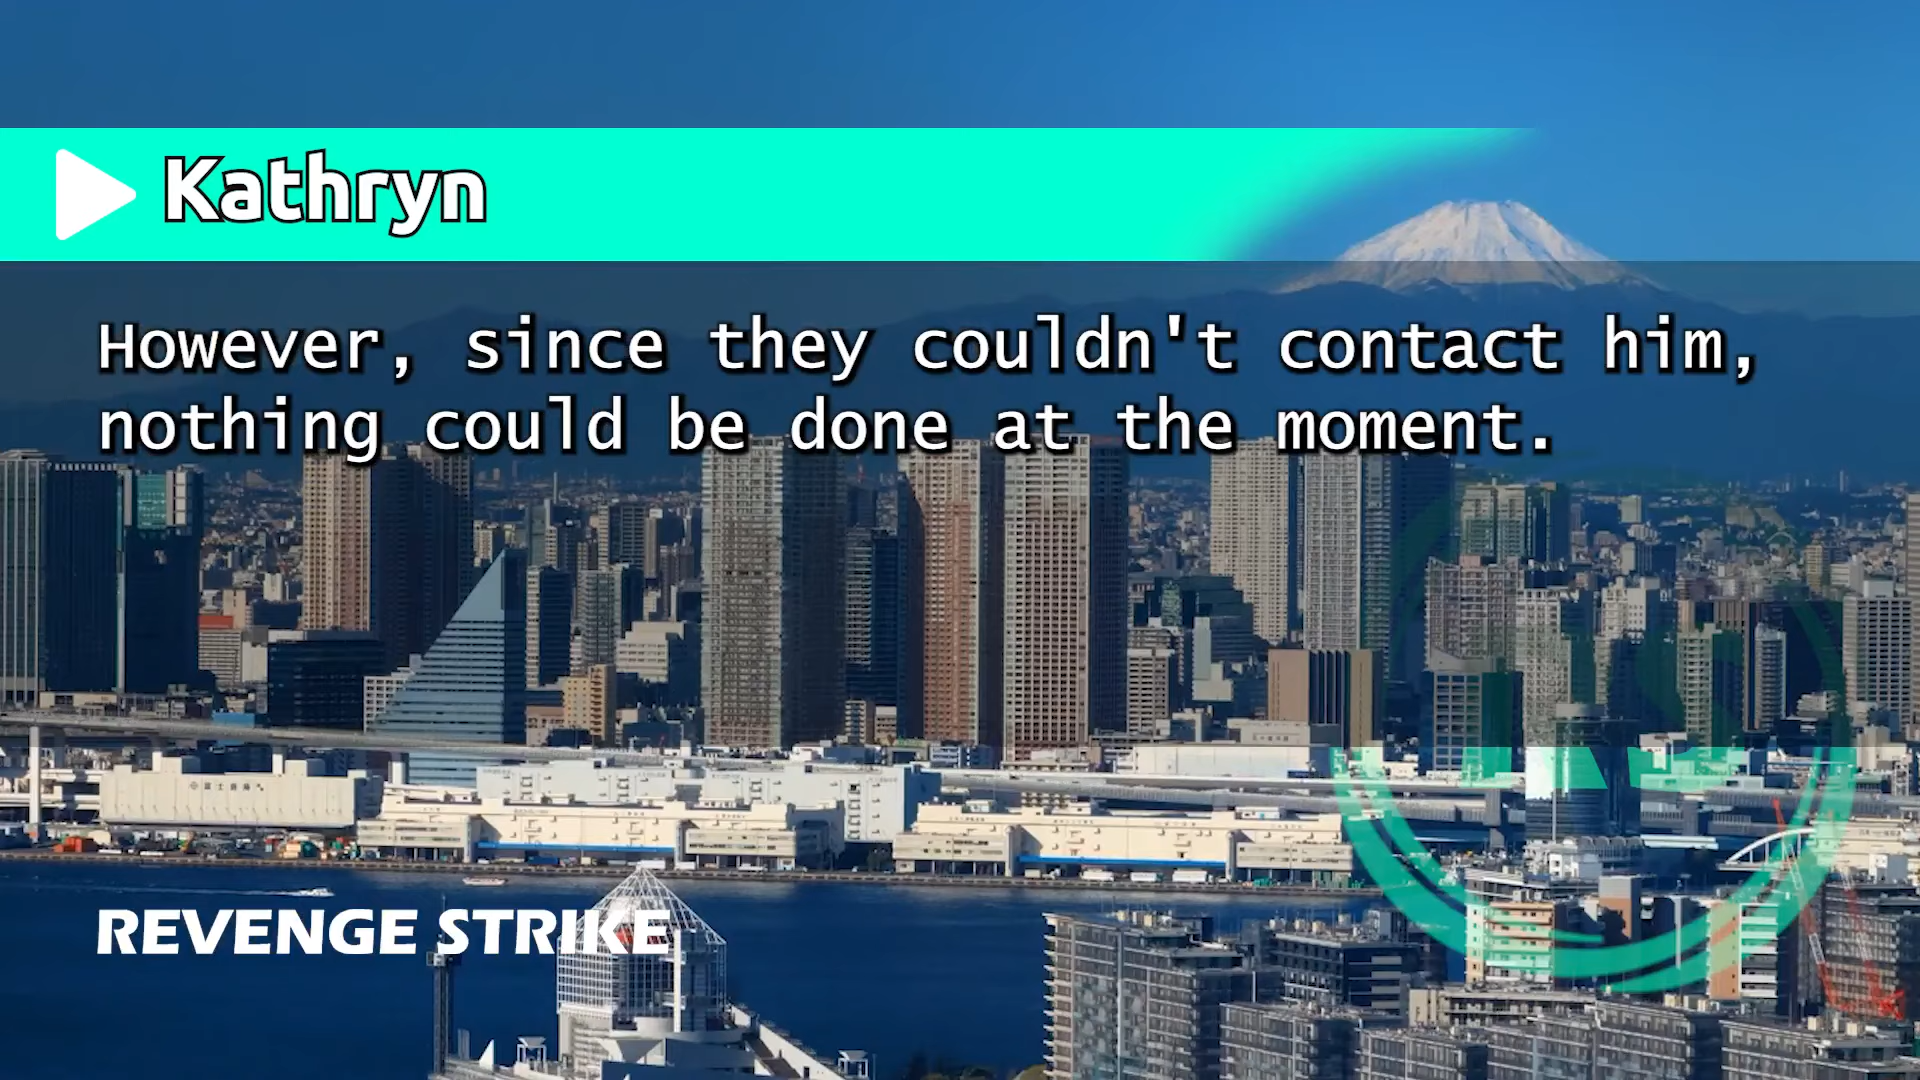 Kathryn
However, since they couldn't contact him,
nothing could be done at the moment.
REVENGE STRIKE